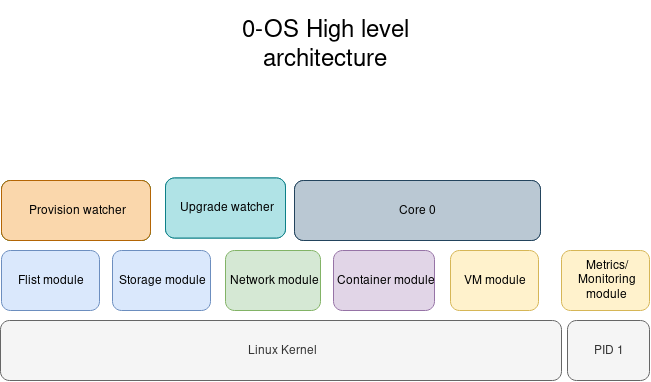 0-OS High level
architecture
Provision watcher
Upgrade watcher
Core 0
Flist module
Storage module
Network module
Container module
VM module
Metrics/
Monitoring
module
Linux Kernel
PID 1